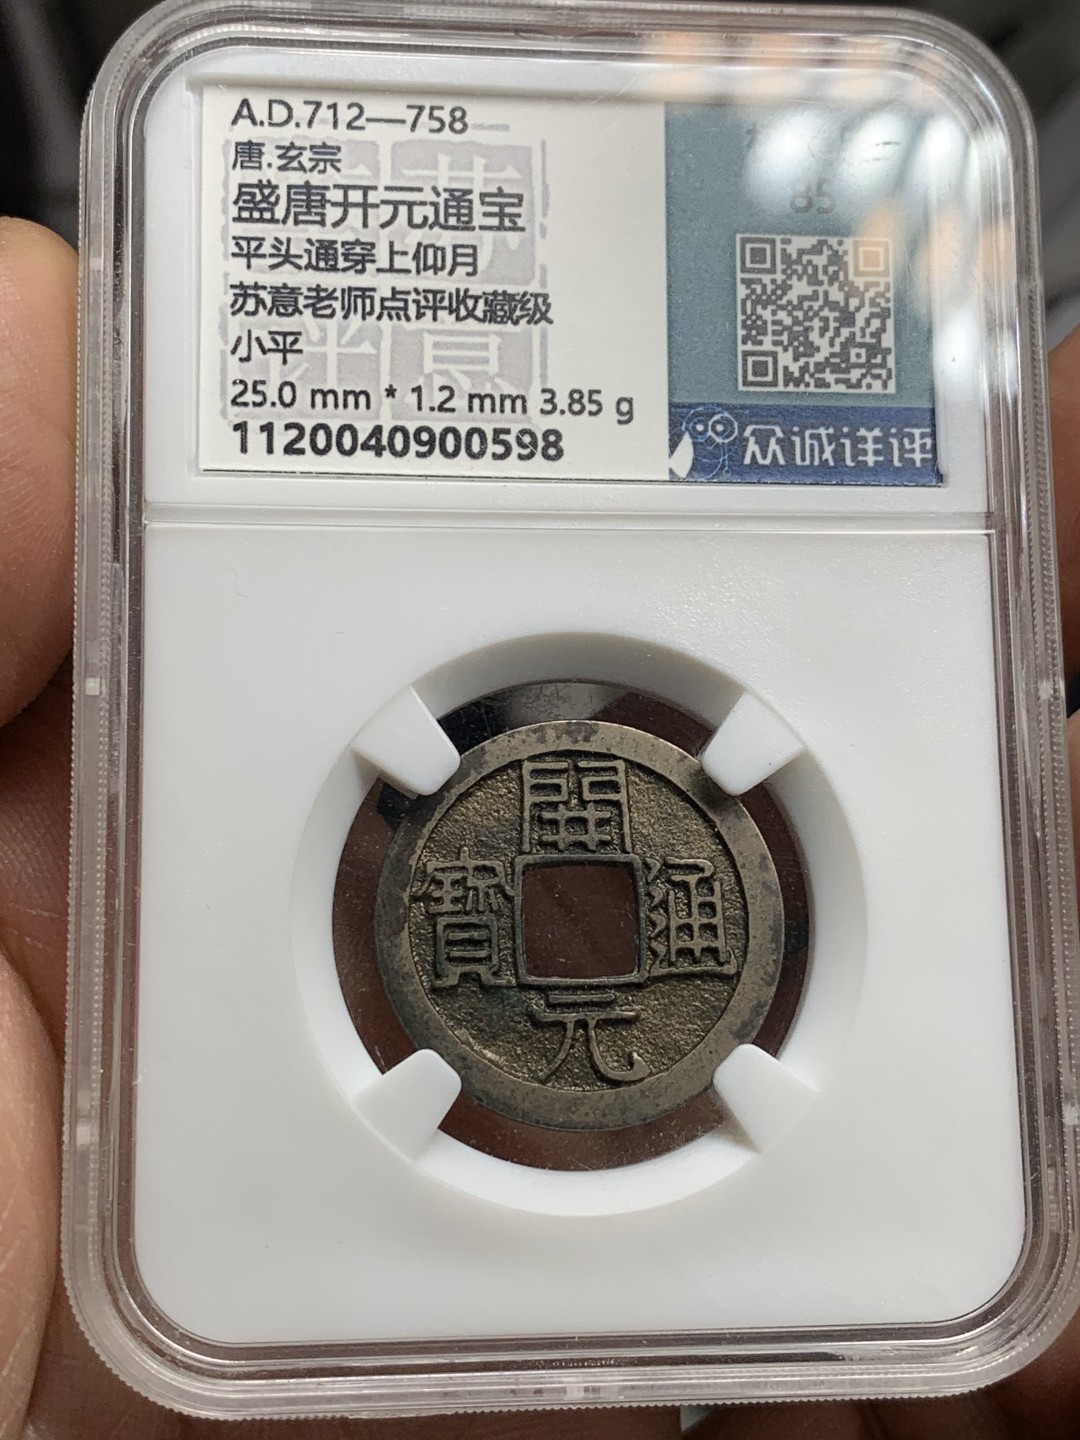 A.D.712—758
唐.玄宗
盛唐开元通宝
平头通穿上仰月
苏意老师点评收藏级
小平
25.0 mm * 1.2 mm 3.85 g
1120040900598
85
众诚详评
開
寶 通
元